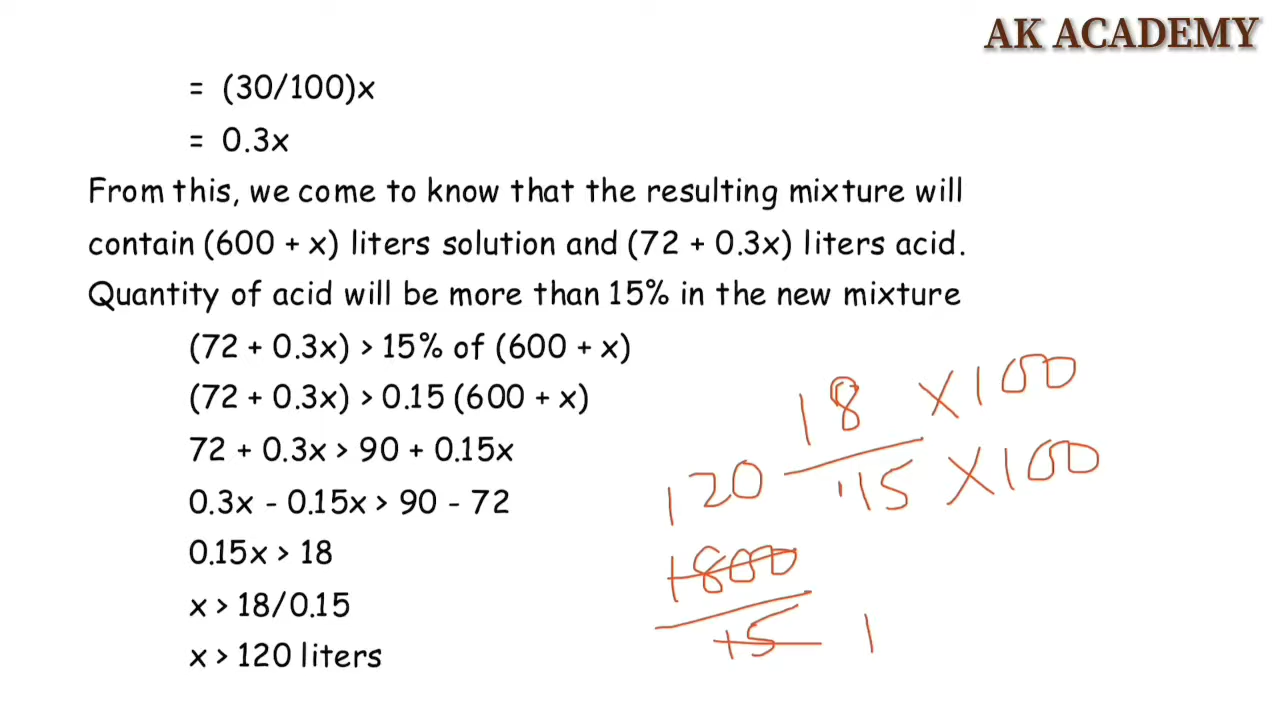 AK ACADEMY
= (30/100)x
= 0.3x
From this, we come to know that the resulting mixture will
contain (600 + x) liters solution and (72 + 0.3x) liters acid.
Quantity of acid will be more than 15% in the new mixture
(72 + 0.3x) > 15% of (600 + x)
(72 + 0.3x) > 0.15 (600 + x)
72 + 0.3x > 90 + 0.15x
0.3x - 0.15x > 90 - 72
0.15x > 18
x > 18/0.15
x > 120 liters
18 × 100
.15 × 100
120
1800
15
1